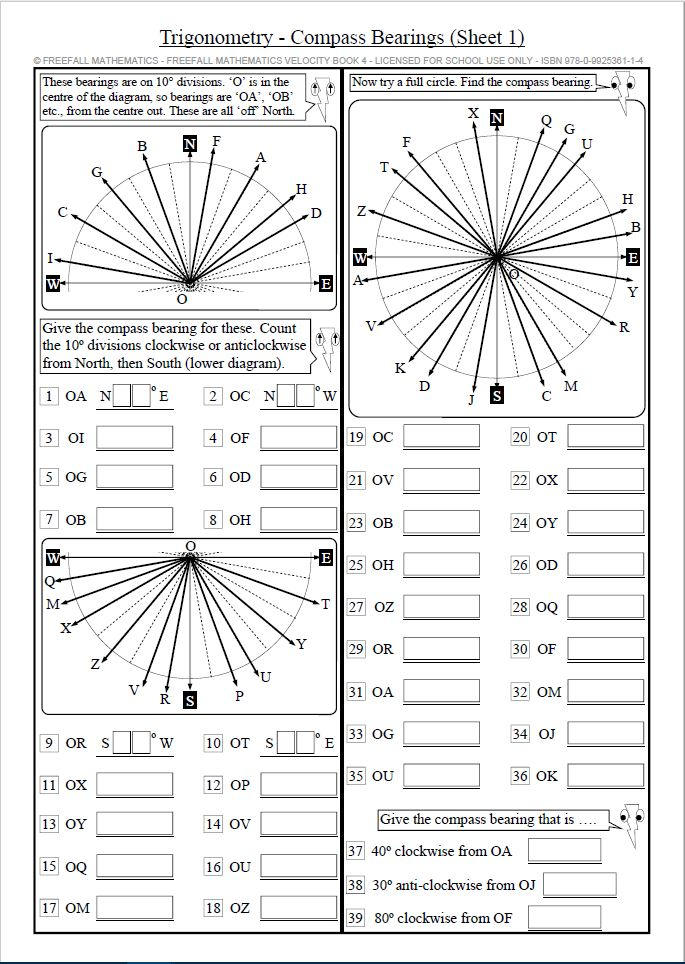 Trigonometry - Compass Bearings (Sheet 1)
© FREEFALL MATHEMATICS - FREEFALL MATHEMATICS VELOCITY BOOK 4 - LICENSED FOR SCHOOL USE ONLY - ISBN 978-0-9925361-1-4
These bearings are on 10º divisions. ‘O’ is in the
centre of the diagram, so bearings are ‘OA’, ‘OB’
etc., from the centre out. These are all ‘off’ North.
N
F
B
A
G
H
C
D
I
W
E
O
Give the compass bearing for these. Count
the 10º divisions clockwise or anticlockwise
from North, then South (lower diagram).
1 OA N º E
2 OC N º W
3 OI
4 OF
5 OG
6 OD
7 OB
8 OH
O
W
E
Q
M
T
X
Y
Z
U
V
R
S
P
9 OR S º W
10 OT S º E
11 OX
12 OP
13 OY
14 OV
15 OQ
16 OU
17 OM
18 OZ
Now try a full circle. Find the compass bearing.
X
N
Q
G
F
U
T
Z
H
B
W
E
O
A
Y
V
R
K
D
M
J
S
C
19 OC
20 OT
21 OV
22 OX
23 OB
24 OY
25 OH
26 OD
27 OZ
28 OQ
29 OR
30 OF
31 OA
32 OM
33 OG
34 OJ
35 OU
36 OK
Give the compass bearing that is ….
37 40º clockwise from OA
38 30º anti-clockwise from OJ
39 80º clockwise from OF